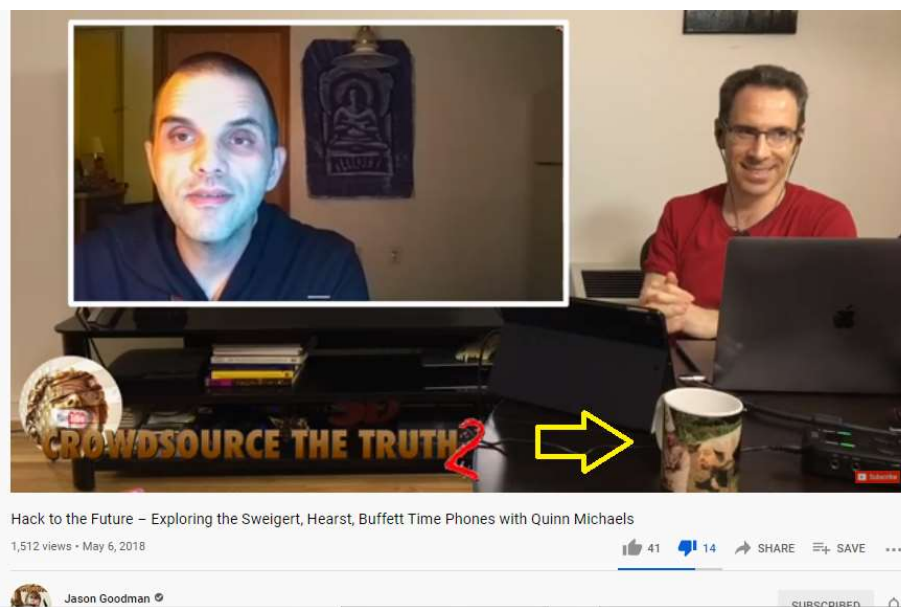 CROWDSOURCE THE TRUTH 2
Subscribe
Hack to the Future – Exploring the Sweigert, Hearst, Buffett Time Phones with Quinn Michaels
1,512 views • May 6, 2018
41
14
SHARE
SAVE
Jason Goodman
SUBSCRIBED